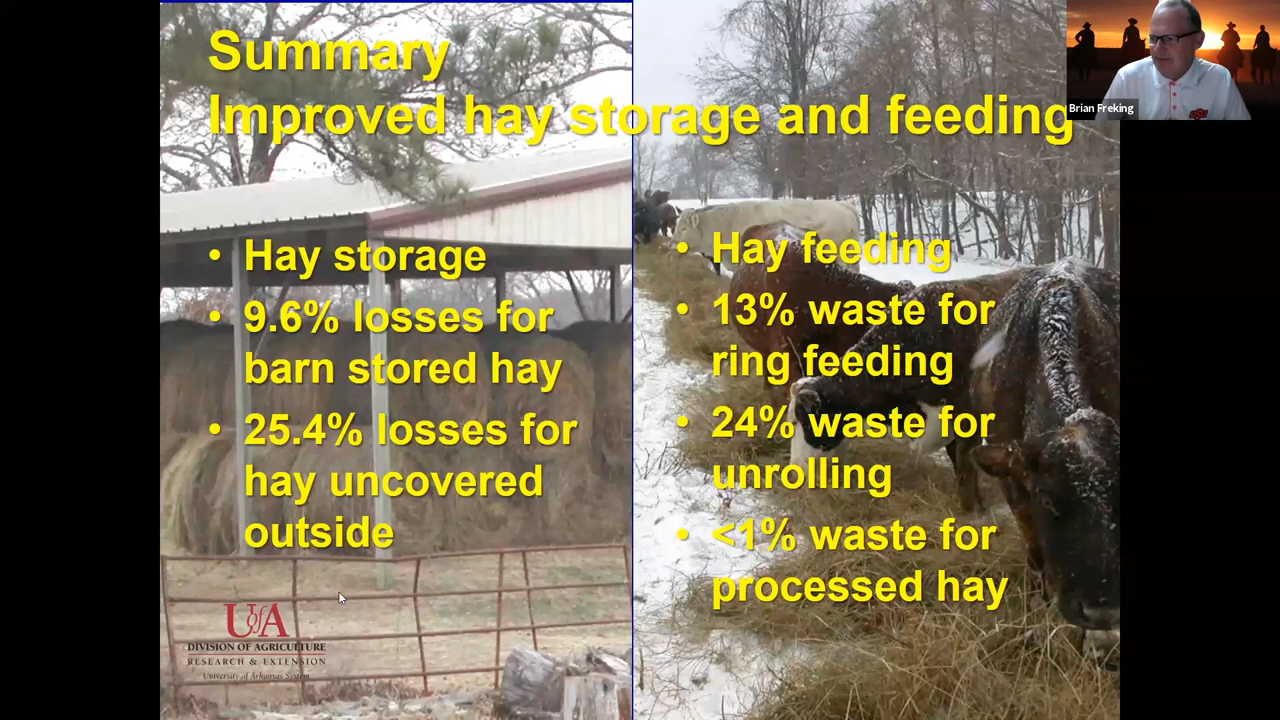 Summary
Improved hay storage and feeding
• Hay storage
• 9.6% losses for
barn stored hay
• 25.4% losses for
hay uncovered
outside
• Hay feeding
• 13% waste for
ring feeding
• 24% waste for
unrolling
• <1% waste for
processed hay
UofA
DIVISION OF AGRICULTURE
RESEARCH & EXTENSION
University of Arkansas System
Brian Freking